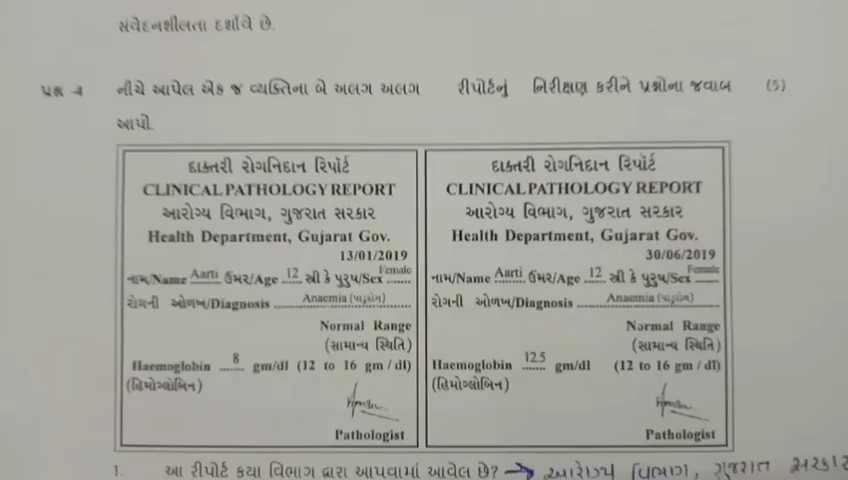 સંવેદનશીલતા દર્શાવે છે.
પ્રશ્ન -4 નીચે આપેલ એક જ વ્યક્તિના બે અલગ અલગ રીપોર્ટનું નિરીક્ષણ કરીને પ્રશ્નોના જવાબ (5)
આપો.
દાક્તરી રોગનિદાન રિપૉર્ટ
CLINICAL PATHOLOGY REPORT
આરોગ્ય વિભાગ, ગુજરાત સરકાર
Health Department, Gujarat Gov.
13/01/2019
નામ/Name Aarti ઉંમર/Age 12 સ્ત્રી કે પુરુષ/Sex Female
રોગની ઓળખ/Diagnosis Anaemia (પાંડુરોગ)
Normal Range
(સામાન્ય સ્થિતિ)
Haemoglobin 8 gm/dl (12 to 16 gm / dl)
(હિમોગ્લોબિન)
Pathologist
દાક્તરી રોગનિદાન રિપૉર્ટ
CLINICAL PATHOLOGY REPORT
આરોગ્ય વિભાગ, ગુજરાત સરકાર
Health Department, Gujarat Gov.
30/06/2019
નામ/Name Aarti ઉંમર/Age 12 સ્ત્રી કે પુરુષ/Sex Female
રોગની ઓળખ/Diagnosis Anaemia (પાંડુરોગ)
Normal Range
(સામાન્ય સ્થિતિ)
Haemoglobin 12.5 gm/dl (12 to 16 gm / dl)
(હિમોગ્લોબિન)
Pathologist
1. આ રીપોર્ટ કયા વિભાગ દ્વારા આપવામાં આવેલ છે? → આરોગ્ય વિભાગ, ગુજરાત સરકાર